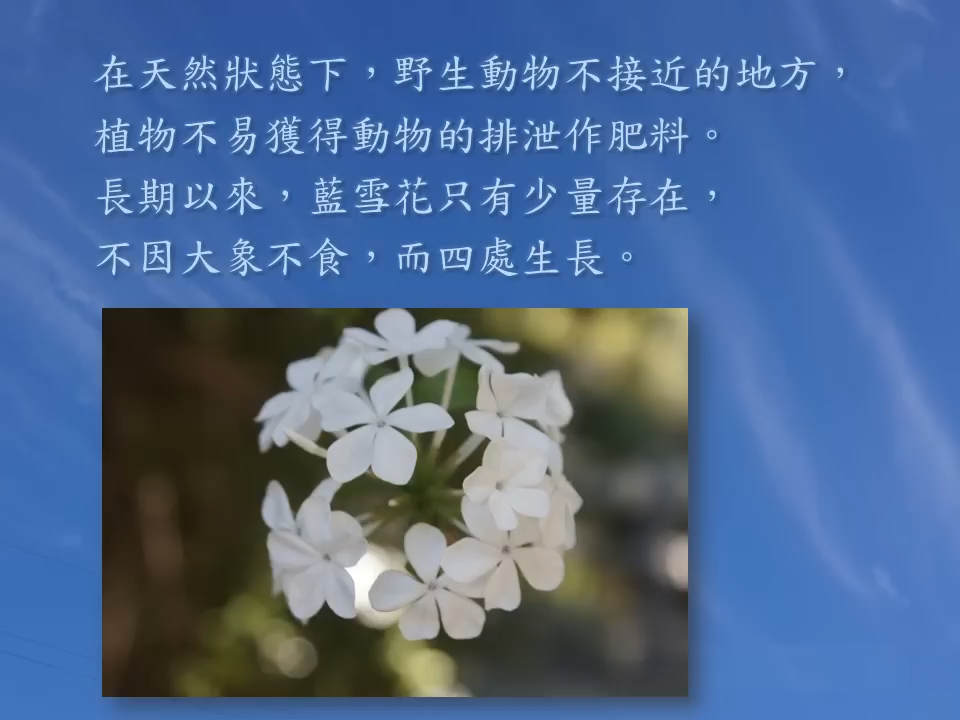 在天然狀態下，野生動物不接近的地方，
植物不易獲得動物的排泄作肥料。
長期以來，藍雪花只有少量存在，
不因大象不食，而四處生長。